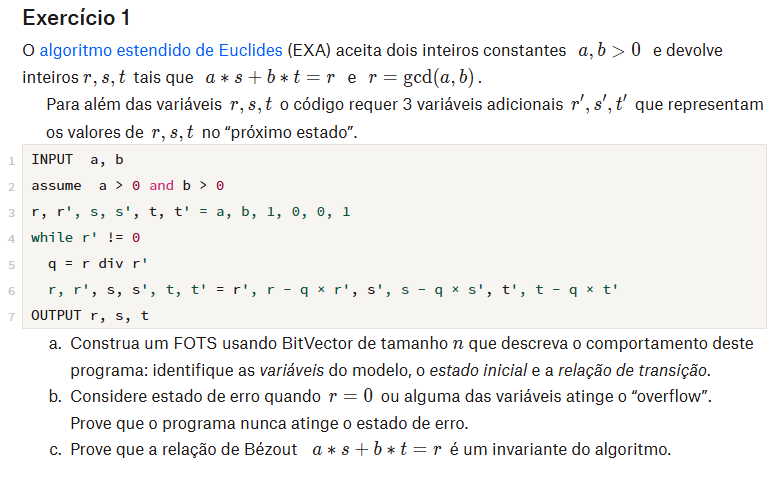 Exercício 1
O algoritmo estendido de Euclides (EXA) aceita dois inteiros constantes a, b > 0 e devolve
inteiros r, s, t tais que a ∗ s + b ∗ t = r e r = gcd(a, b).
Para além das variáveis r, s, t o código requer 3 variáveis adicionais r′, s′, t′ que representam
os valores de r, s, t no “próximo estado”.
1 INPUT a, b
2 assume a > 0 and b > 0
3 r, r', s, s', t, t' = a, b, 1, 0, 0, 1
4 while r' != 0
5 q = r div r'
6 r, r', s, s', t, t' = r', r − q × r', s', s − q × s', t', t − q × t'
7 OUTPUT r, s, t
a. Construa um FOTS usando BitVector de tamanho n que descreva o comportamento deste
programa: identifique as variáveis do modelo, o estado inicial e a relação de transição.
b. Considere estado de erro quando r = 0 ou alguma das variáveis atinge o “overflow”.
Prove que o programa nunca atinge o estado de erro.
c. Prove que a relação de Bézout a ∗ s + b ∗ t = r é um invariante do algoritmo.